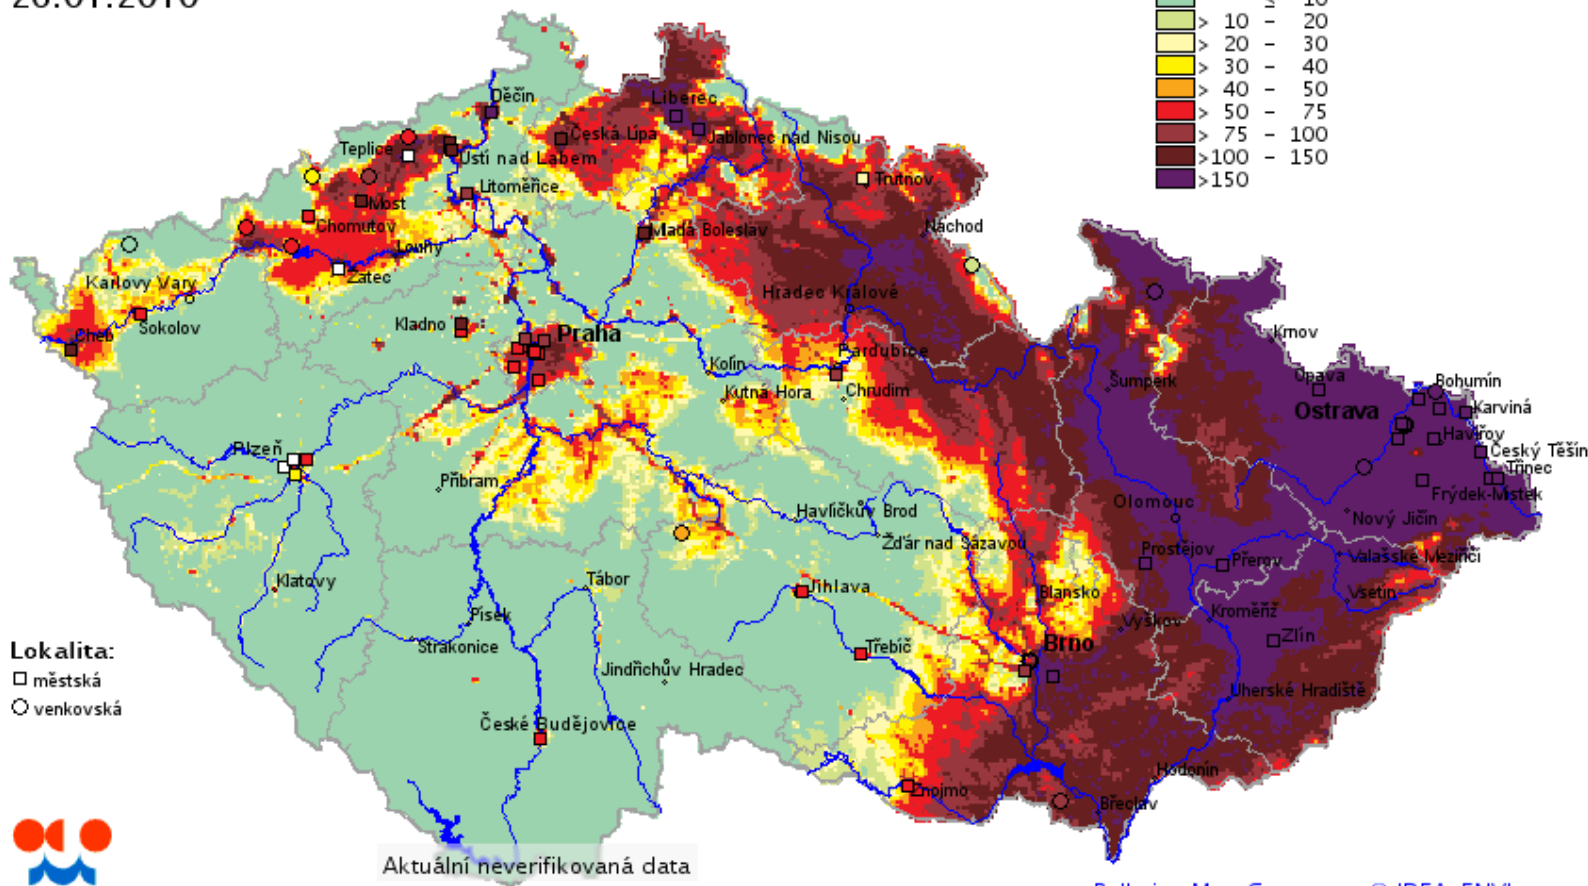 26.01.2010
≤ 10
> 10 - 20
> 20 - 30
> 30 - 40
> 40 - 50
> 50 - 75
> 75 - 100
>100 - 150
>150
Děčín
Liberec
Teplice
Ústí nad Labem
Česká Lípa
Jablonec nad Nisou
Litoměřice
Trutnov
Most
Chomutov
Mladá Boleslav
Náchod
Louny
Karlovy Vary
Žatec
Hradec Králové
Sokolov
Kladno
Praha
Krnov
Cheb
Pardubice
Kolín
Šumperk
Opava
Bohumín
Kutná Hora
Chrudim
Ostrava
Karviná
Plzeň
Havířov
Český Těšín
Třinec
Příbram
Frýdek-Místek
Olomouc
Havlíčkův Brod
Nový Jičín
Žďár nad Sázavou
Prostějov
Přerov
Valašské Meziříčí
Klatovy
Tábor
Jihlava
Blansko
Vsetín
Písek
Vyškov
Kroměříž
Zlín
Strakonice
Třebíč
Brno
Lokalita:
městská
venkovská
Jindřichův Hradec
Uherské Hradiště
České Budějovice
Hodonín
Znojmo
Břeclav
Aktuální neverifikovaná data